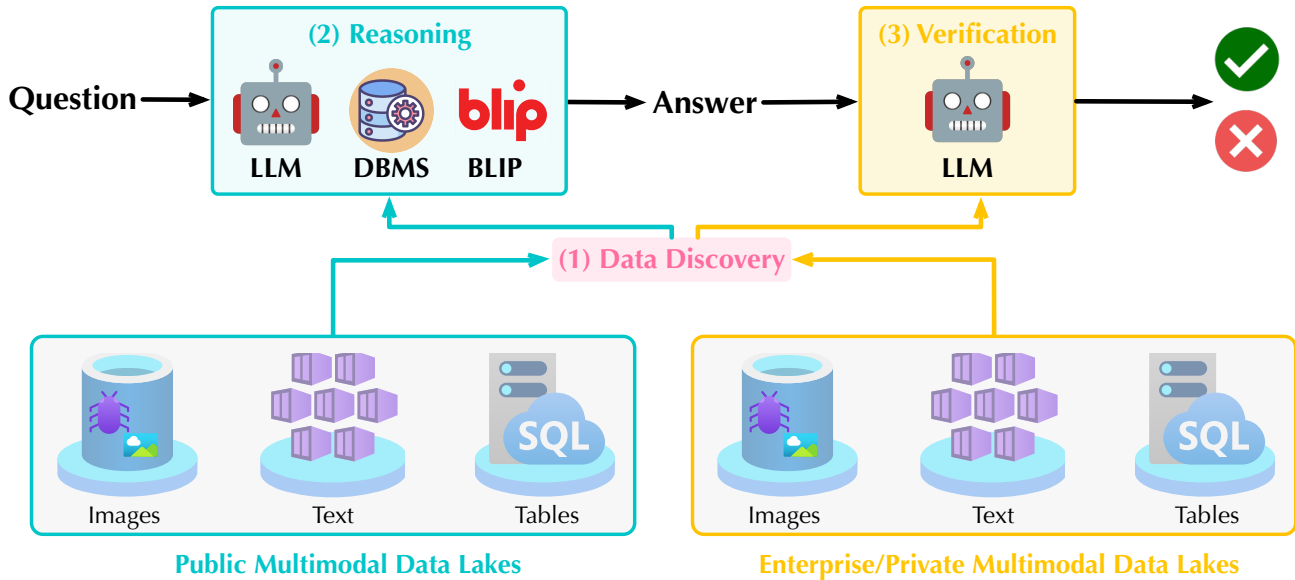 (2) Reasoning
(3) Verification
Question
blip
Answer
LLM
DBMS
BLIP
LLM
(1) Data Discovery
SQL
SQL
Images
Text
Tables
Images
Text
Tables
Public Multimodal Data Lakes
Enterprise/Private Multimodal Data Lakes